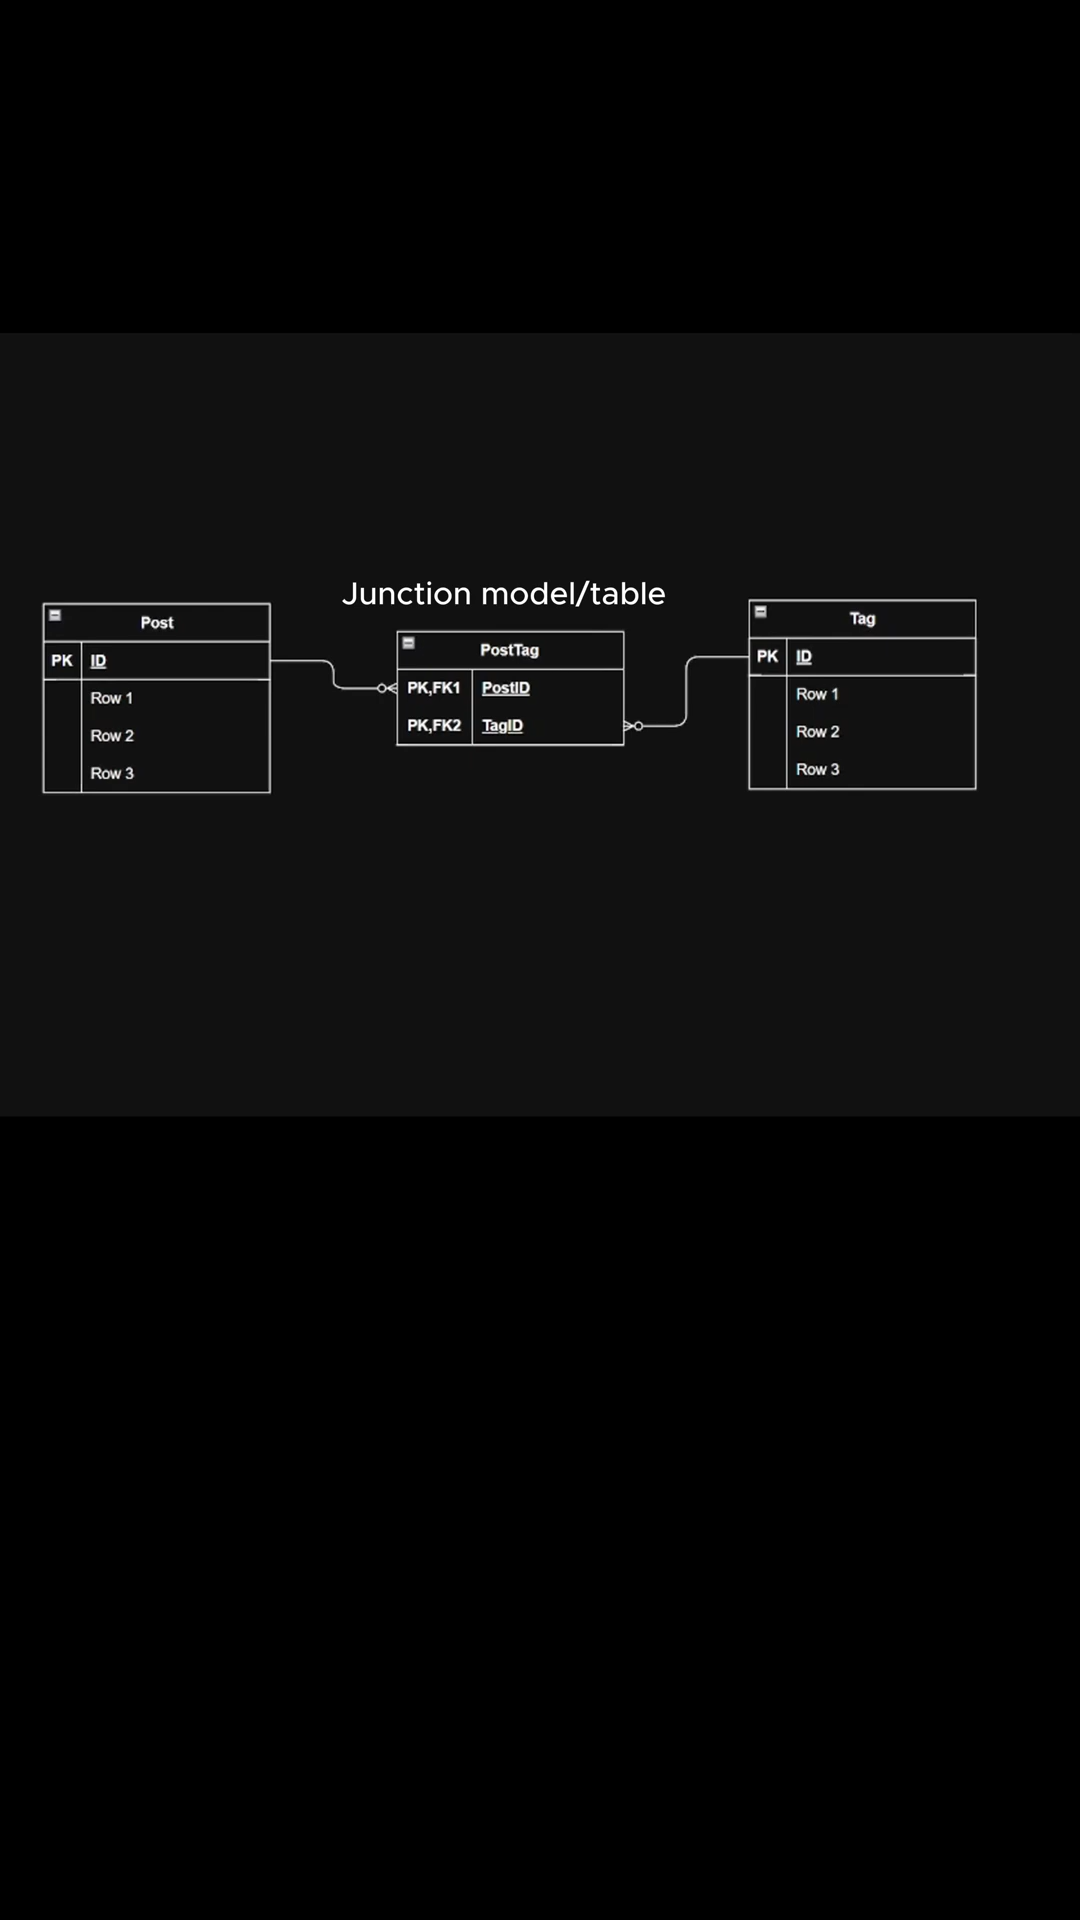 Junction model/table
Post
PK ID
Row 1
Row 2
Row 3
PostTag
PK,FK1 PostID
PK,FK2 TagID
Tag
PK ID
Row 1
Row 2
Row 3